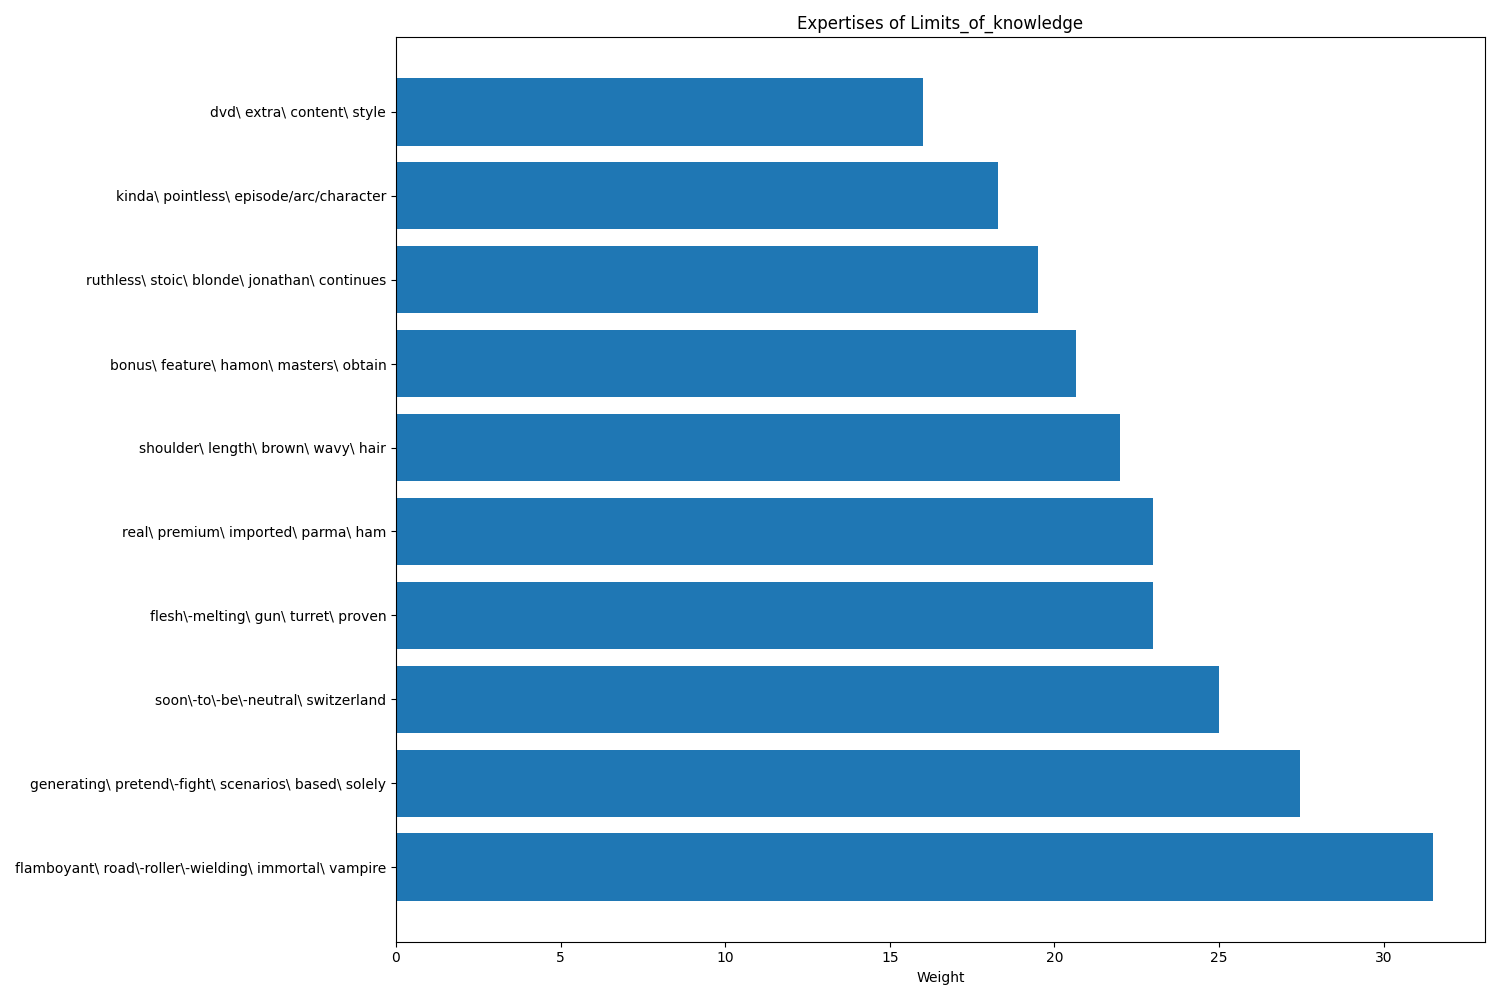 Expertises of Limits_of_knowledge
dvd\ extra\ content\ style
kinda\ pointless\ episode/arc/character
ruthless\ stoic\ blonde\ jonathan\ continues
bonus\ feature\ hamon\ masters\ obtain
shoulder\ length\ brown\ wavy\ hair
real\ premium\ imported\ parma\ ham
flesh\-melting\ gun\ turret\ proven
soon\-to\-be\-neutral\ switzerland
generating\ pretend\-fight\ scenarios\ based\ solely
flamboyant\ road\-roller\-wielding\ immortal\ vampire
0 5 10 15 20 25 30
Weight